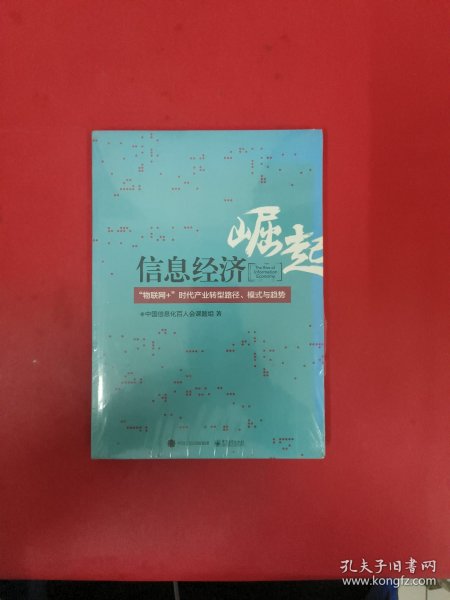 崛起
信息经济
The Rise of
Information
Economy
“物联网+”时代产业转型路径、模式与趋势
中国信息化百人会课题组 著
孔夫子旧书网
www.kongfz.com